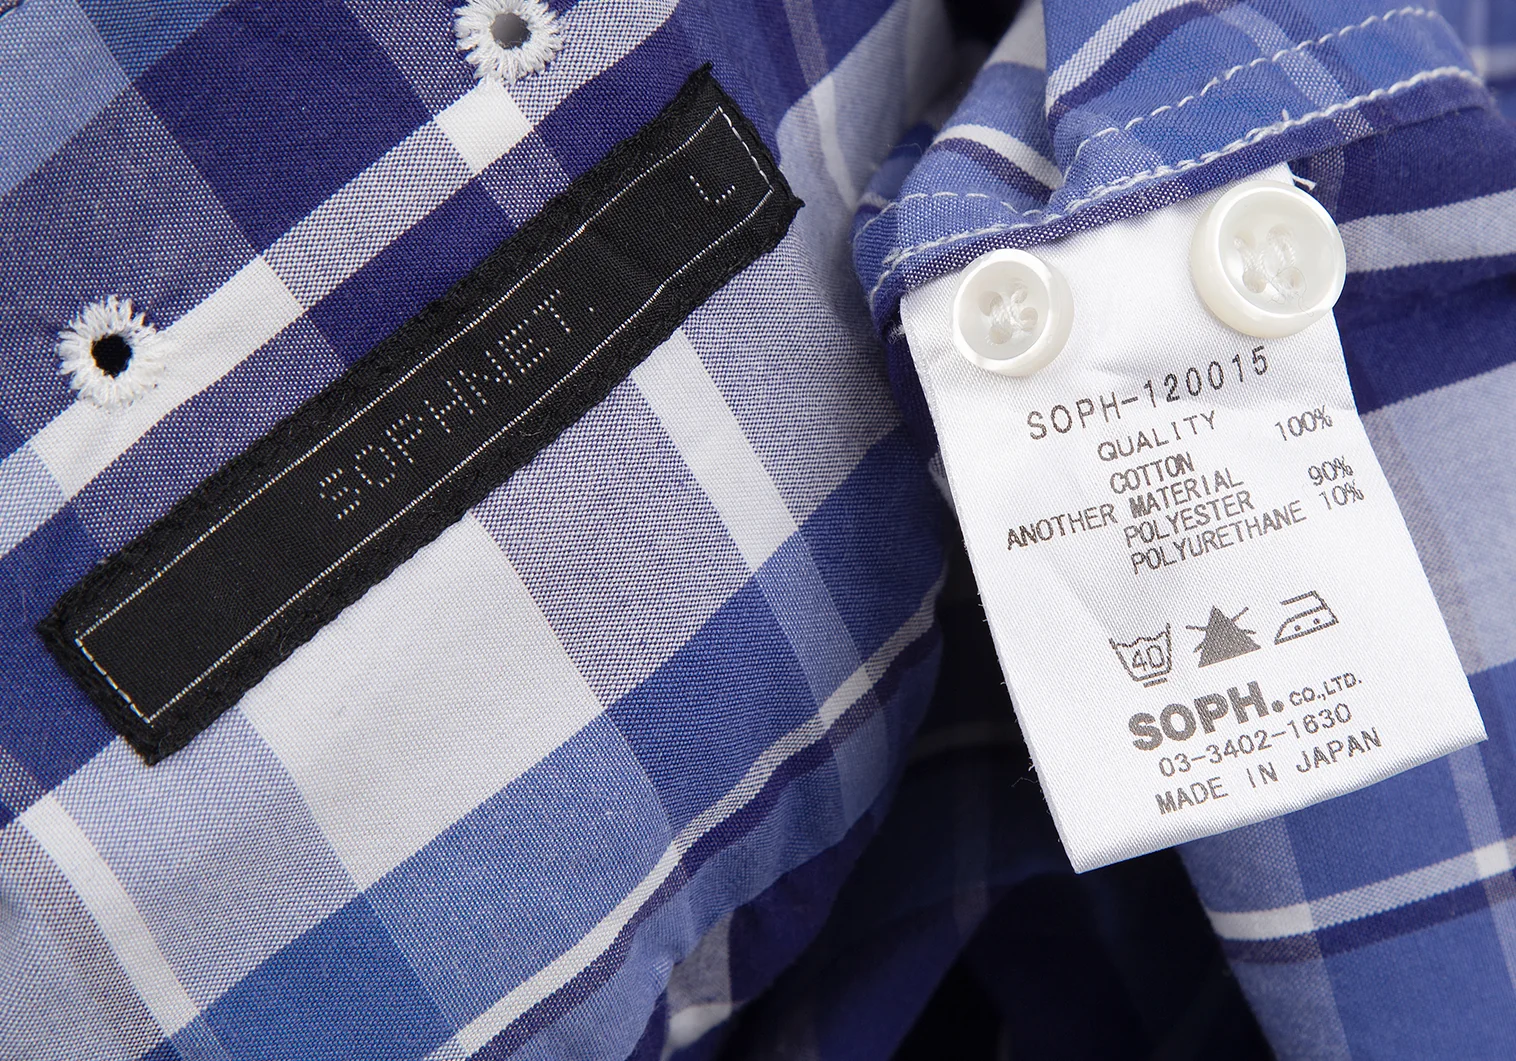 SOPHNET. L
SOPH-120015
QUALITY
COTTON 100%
ANOTHER MATERIAL
POLYESTER 90%
POLYURETHANE 10%
40
SOPH. CO.,LTD.
03-3402-1630
MADE IN JAPAN